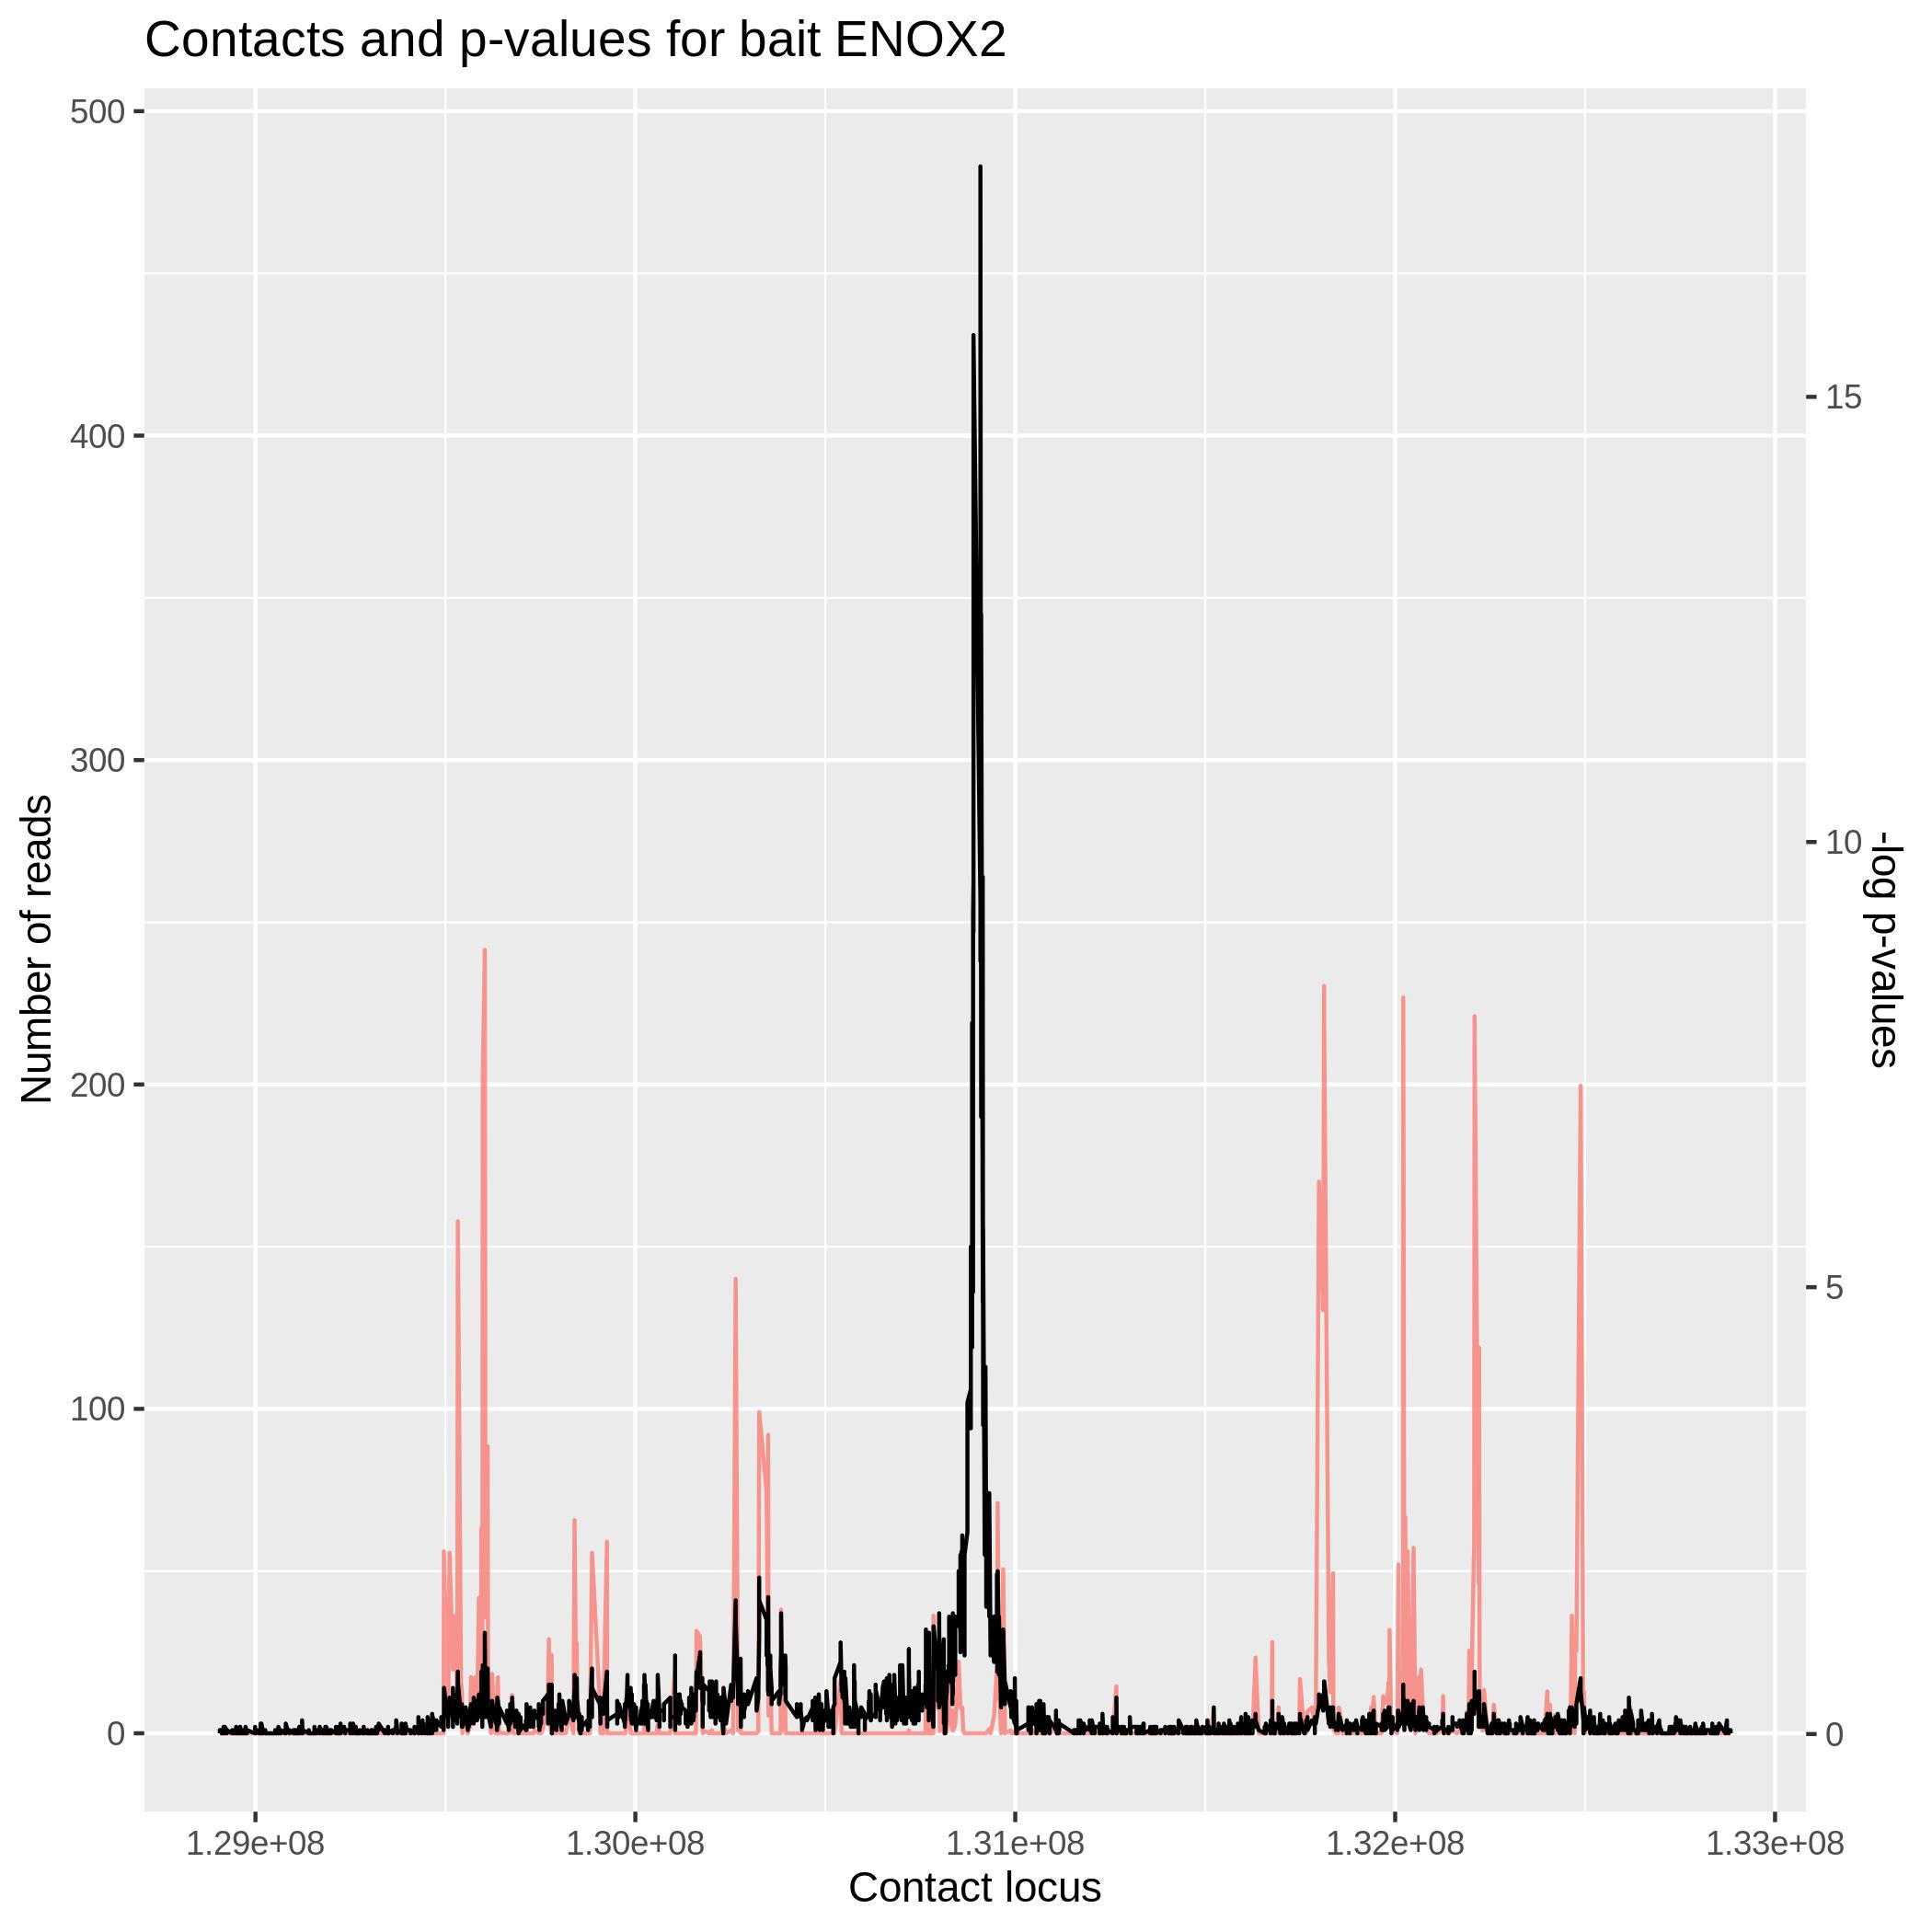 Contacts and p-values for bait ENOX2
500
400
300
200
100
0
Number of reads
15
10
5
0
-log p-values
1.29e+08
1.30e+08
1.31e+08
1.32e+08
1.33e+08
Contact locus